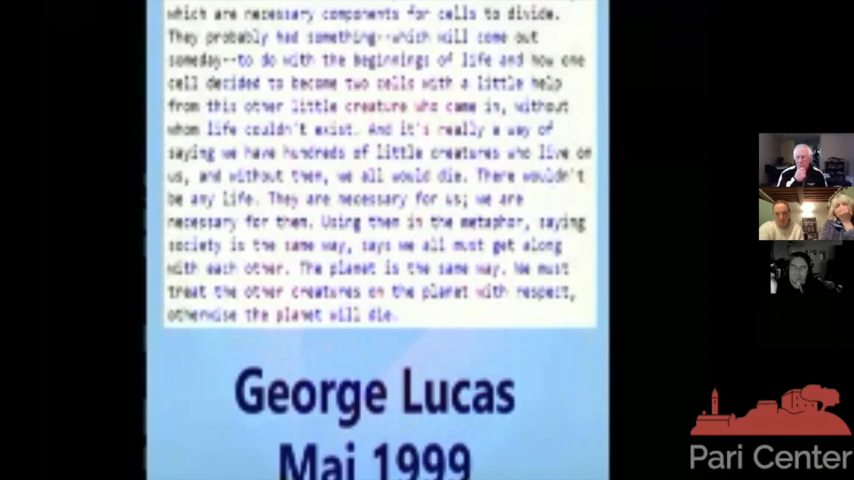 which are necessary components for cells to divide.
They probably had something--which will come out
someday--to do with the beginnings of life and how one
cell decided to become two cells with a little help
from this other little creature who came in, without
whom life couldn't exist. And it's really a way of
saying we have hundreds of little creatures who live on
us, and without them, we all would die. There wouldn't
be any life. They are necessary for us; we are
necessary for them. Using them in the metaphor, saying
society is the same way, says we all must get along
with each other. The planet is the same way. We must
treat the other creatures on the planet with respect,
otherwise the planet will die.
George Lucas
Mai 1999
Pari Center